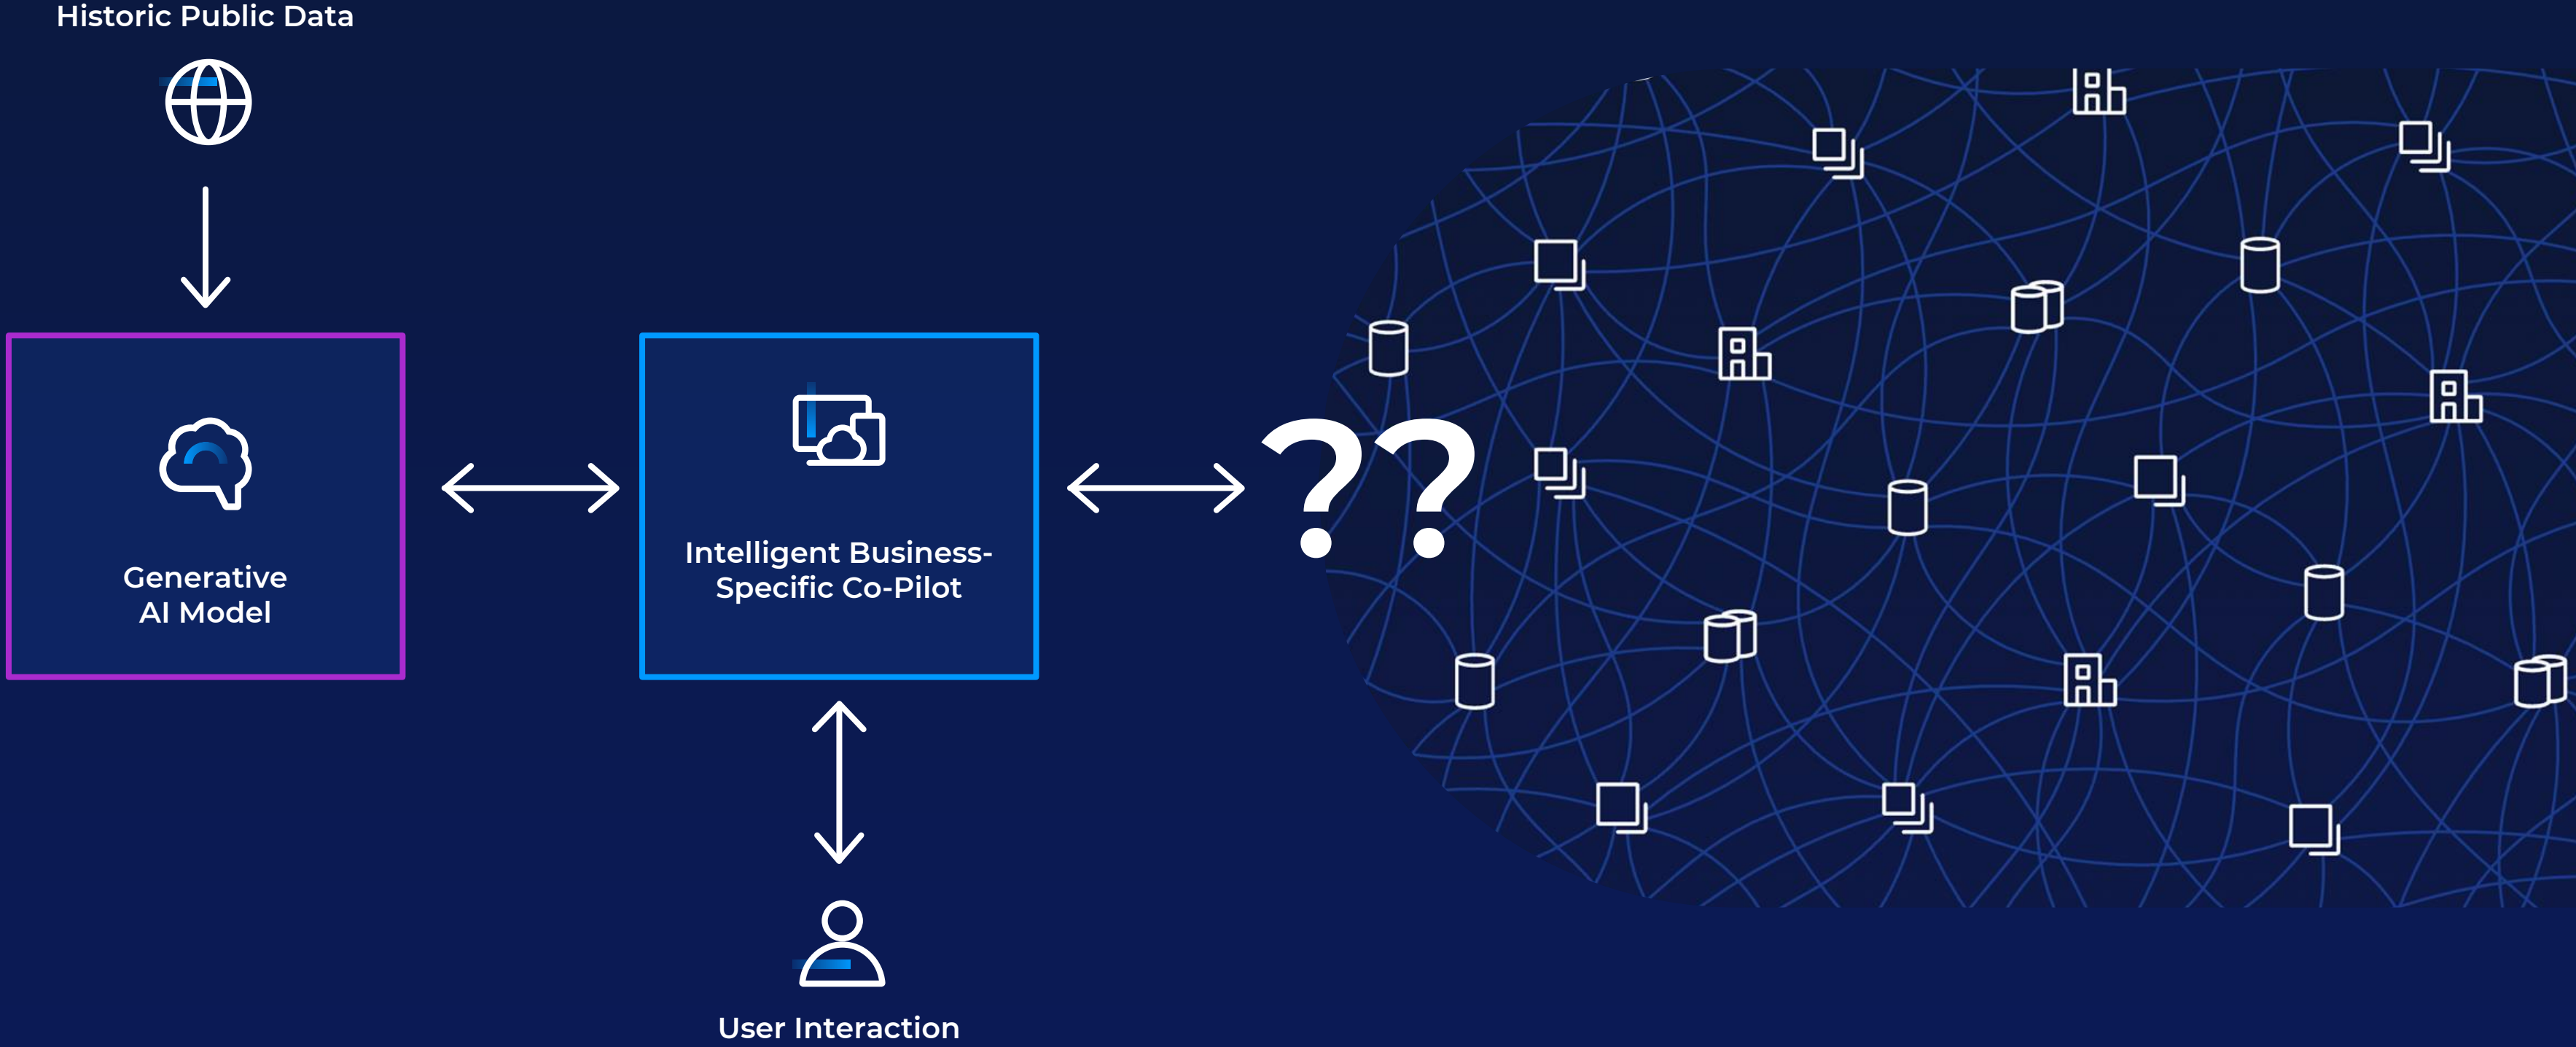 Historic Public Data
Generative
AI Model
Intelligent Business-
Specific Co-Pilot
??
User Interaction